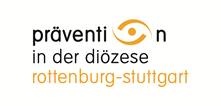 prävention
in der diözese
rottenburg-stuttgart